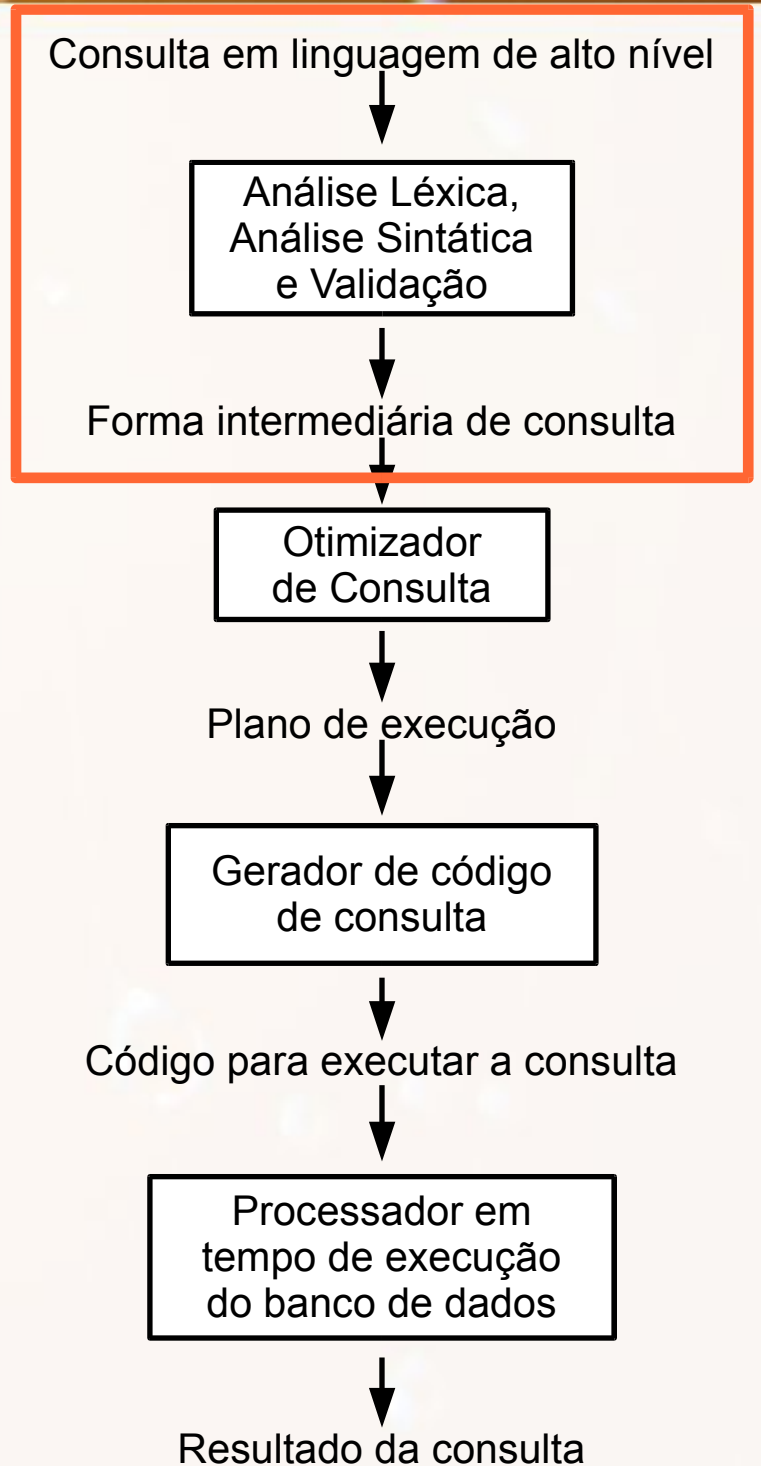 Consulta em linguagem de alto nível
Análise Léxica,
Análise Sintática
e Validação
Forma intermediária de consulta
Otimizador
de Consulta
Plano de execução
Gerador de código
de consulta
Código para executar a consulta
Processador em
tempo de execução
do banco de dados
Resultado da consulta